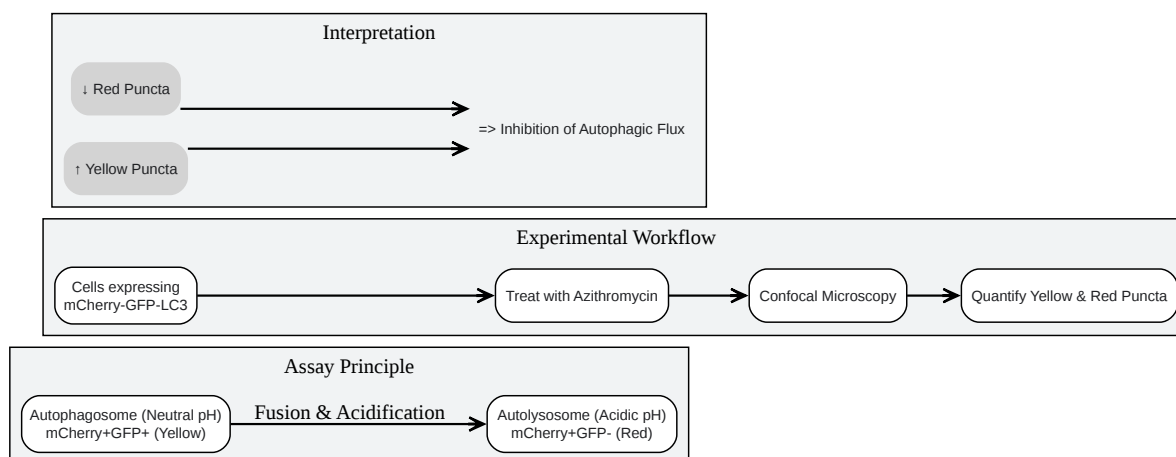 Interpretation
↓ Red Puncta
=> Inhibition of Autophagic Flux
↑ Yellow Puncta
Experimental Workflow
Cells expressing
mCherry-GFP-LC3
Treat with Azithromycin
Confocal Microscopy
Quantify Yellow & Red Puncta
Assay Principle
Autophagosome (Neutral pH)
mCherry+GFP+ (Yellow)
Fusion & Acidification
Autolysosome (Acidic pH)
mCherry+GFP- (Red)